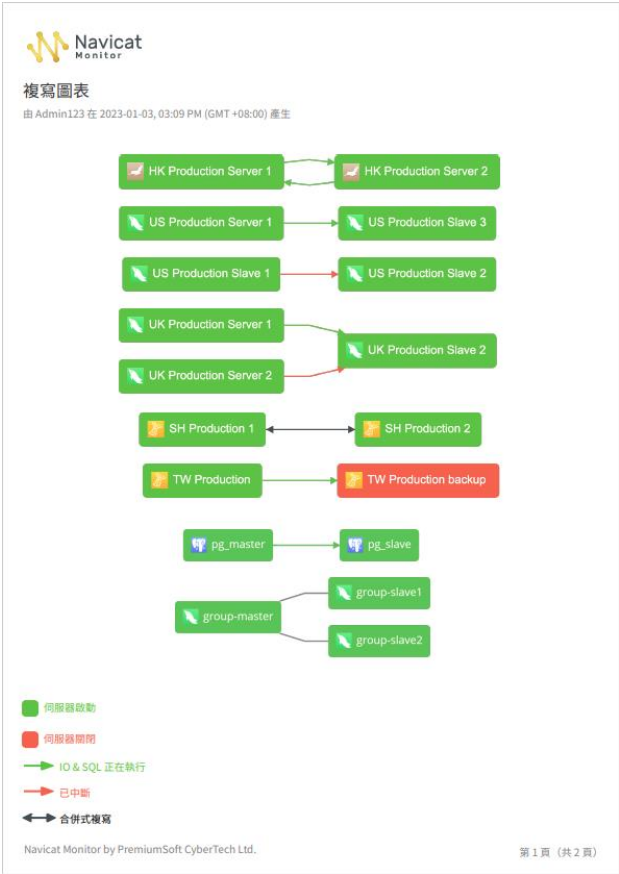 Navicat
Monitor
複寫圖表
由 Admin123 在 2023-01-03, 03:09 PM (GMT +08:00) 產生
HK Production Server 1
HK Production Server 2
US Production Server 1
US Production Slave 3
US Production Slave 1
US Production Slave 2
UK Production Server 1
UK Production Slave 2
UK Production Server 2
SH Production 1
SH Production 2
TW Production
TW Production backup
pg_master
pg_slave
group-slave1
group-master
group-slave2
伺服器啟動
伺服器關閉
IO & SQL 正在執行
已中斷
合併式複寫
Navicat Monitor by PremiumSoft CyberTech Ltd.
第 1 頁（共 2 頁）